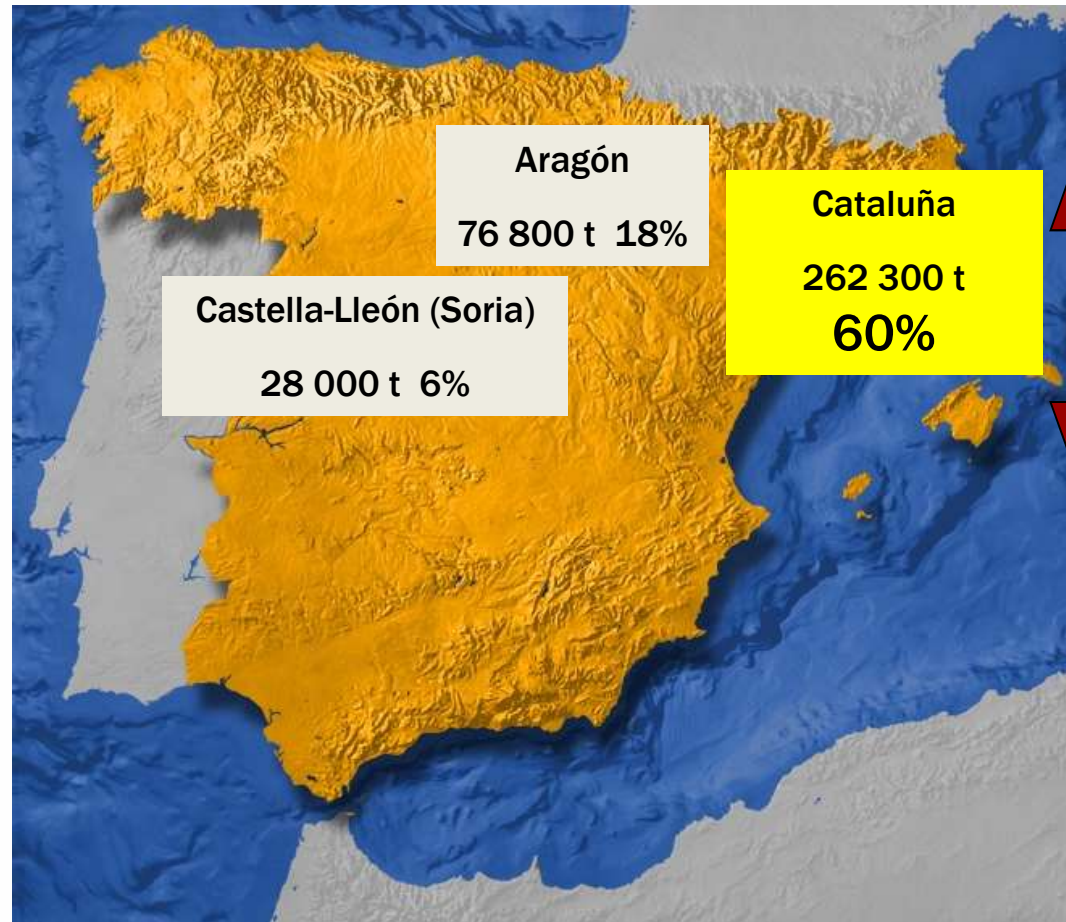 Aragón
76 800 t 18%
Cataluña
262 300 t
60%
Castella-Lleón (Soria)
28 000 t 6%